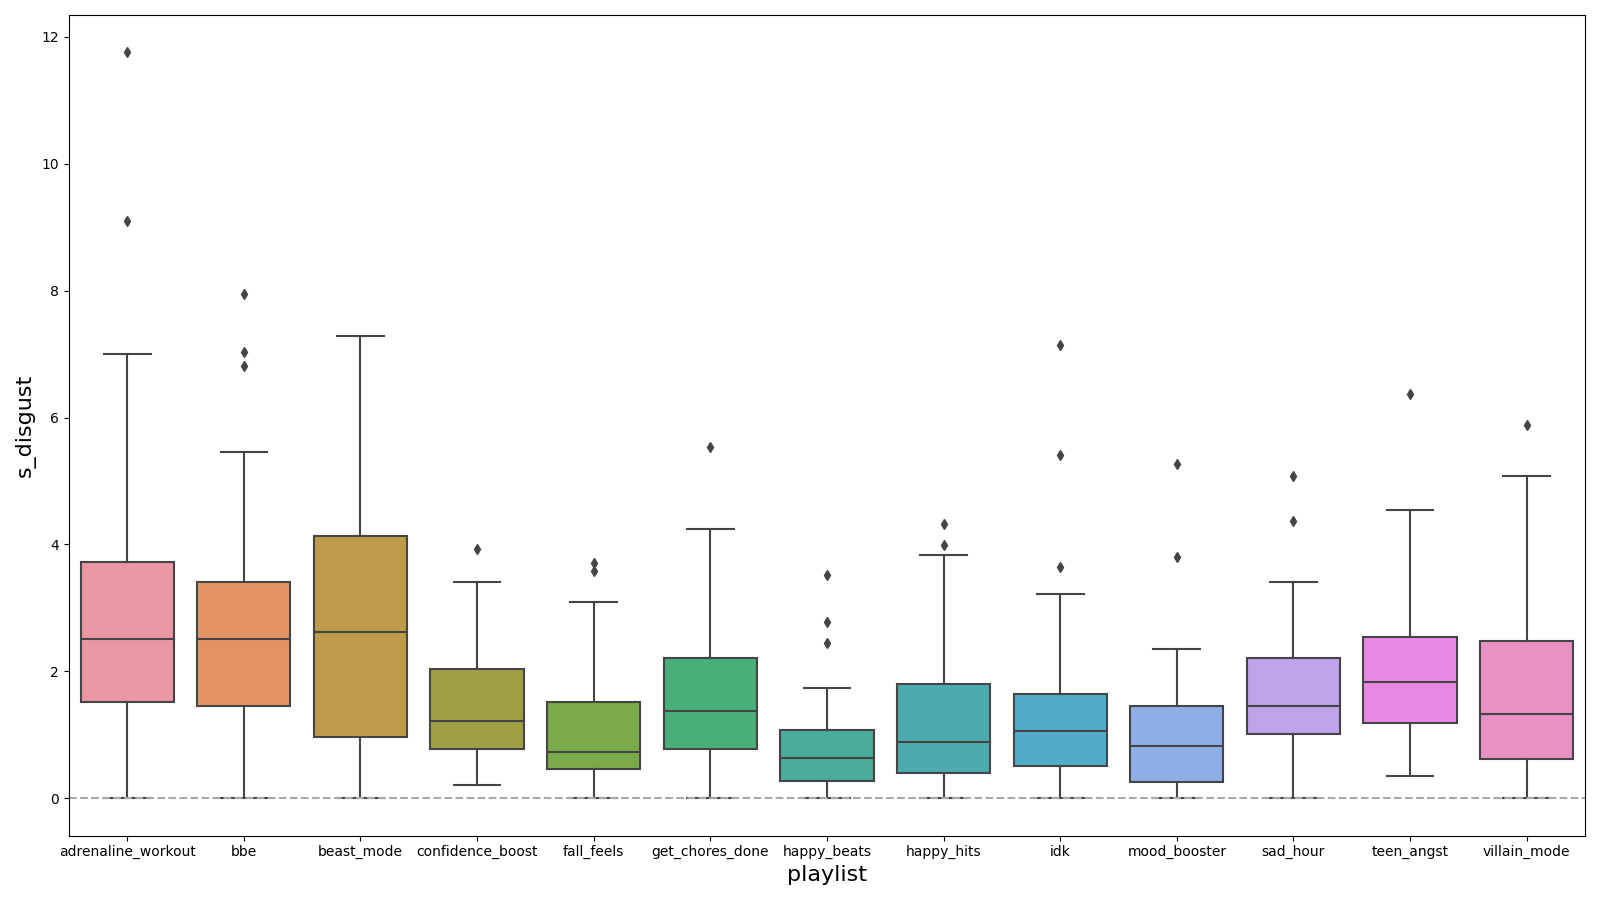 12
10
8
6
4
2
0
s_disgust
adrenaline_workout bbe beast_mode confidence_boost fall_feels get_chores_done happy_beats happy_hits idk mood_booster sad_hour teen_angst villain_mode
playlist